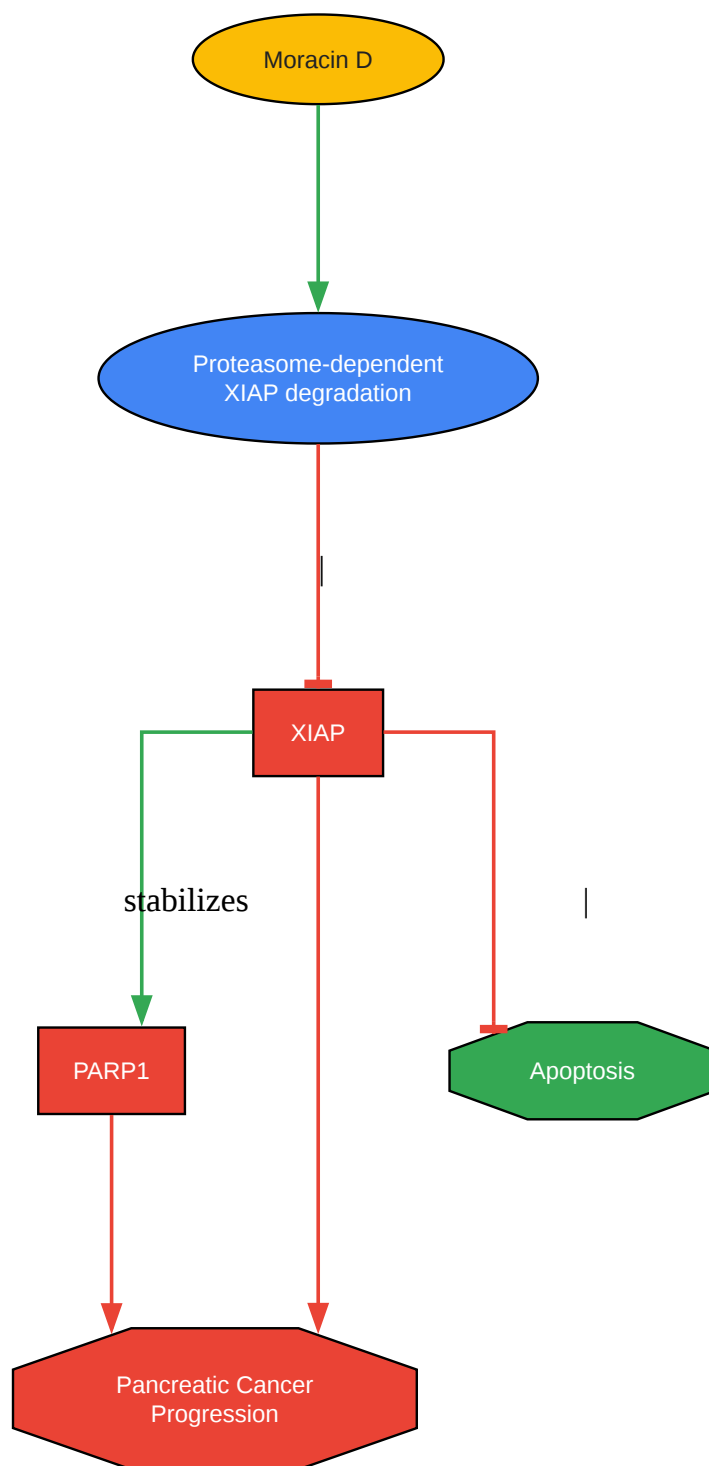 Moracin D
Proteasome-dependent
XIAP degradation
|
XIAP
stabilizes
|
PARP1
Apoptosis
Pancreatic Cancer
Progression